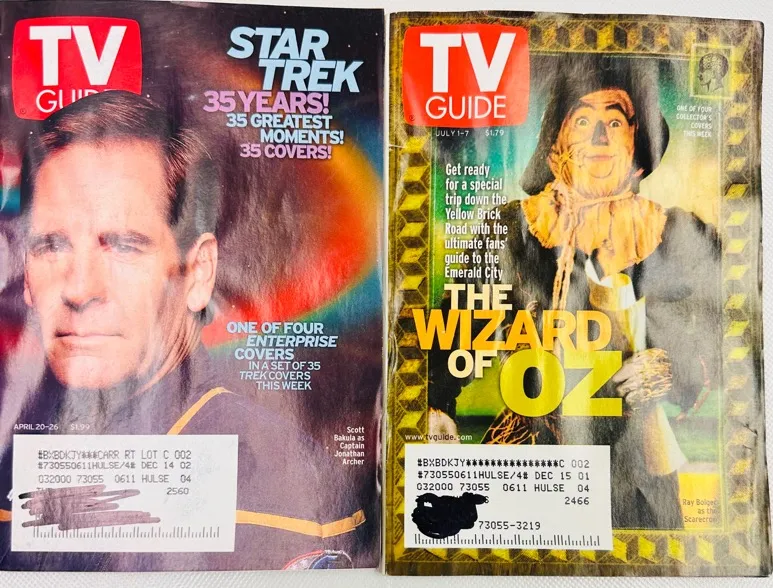 TV
GUIDE
STAR
TREK
35 YEARS!
35 GREATEST
MOMENTS!
35 COVERS!
ONE OF FOUR
ENTERPRISE
COVERS
IN A SET OF 35
TREK COVERS
THIS WEEK
APRIL 20–26 $1.99
Scott
Bakula as
Captain
Jonathan
Archer
#BXBDKJY***CARR RT LOT C 002
#730550611HULSE/4# DEC 14 02
032000 73055 0611 HULSE 04
2560
TV
GUIDE
JULY 1–7 $1.79
ONE OF FOUR
COLLECTOR'S
COVERS
THIS WEEK
Get ready
for a special
trip down the
Yellow Brick
Road with the
ultimate fans'
guide to the
Emerald City
THE
WIZARD
OF OZ
www.tvguide.com
Ray Bolger
as the
Scarecrow
#BXBDKJY****************C 002
#730550611HULSE/4# DEC 15 01
032000 73055 0611 HULSE 04
2466
73055-3219